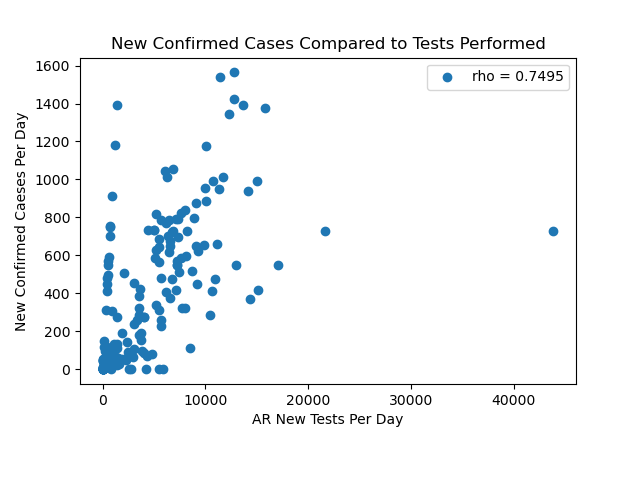 New Confirmed Cases Compared to Tests Performed
rho = 0.7495
New Confirmed Caeses Per Day
1600
1400
1200
1000
800
600
400
200
0
0 10000 20000 30000 40000
AR New Tests Per Day